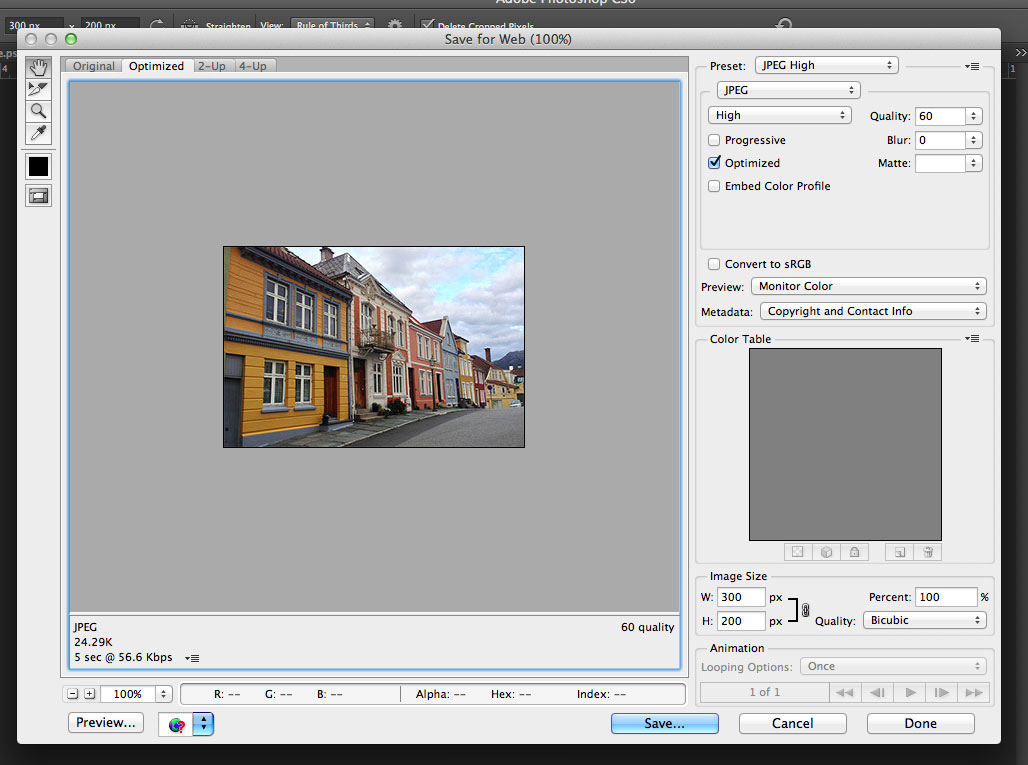 Adobe Photoshop CS6
300 px x 200 px Straighten View: Rule of Thirds Delete Cropped Pixels
Save for Web (100%)
Original Optimized 2-Up 4-Up
Preset: JPEG High
JPEG
High Quality: 60
Progressive Blur: 0
Optimized Matte:
Embed Color Profile
Convert to sRGB
Preview: Monitor Color
Metadata: Copyright and Contact Info
Color Table
Image Size
W: 300 px Percent: 100 %
H: 200 px Quality: Bicubic
Animation
Looping Options: Once
1 of 1
JPEG 60 quality
24.29K
5 sec @ 56.6 Kbps
100% R: -- G: -- B: -- Alpha: -- Hex: -- Index: --
Preview... Save... Cancel Done